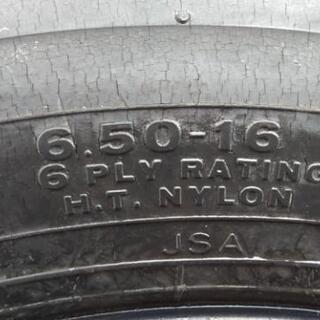 6.50-16
6 PLY RATING
H.T. NYLON
JSA